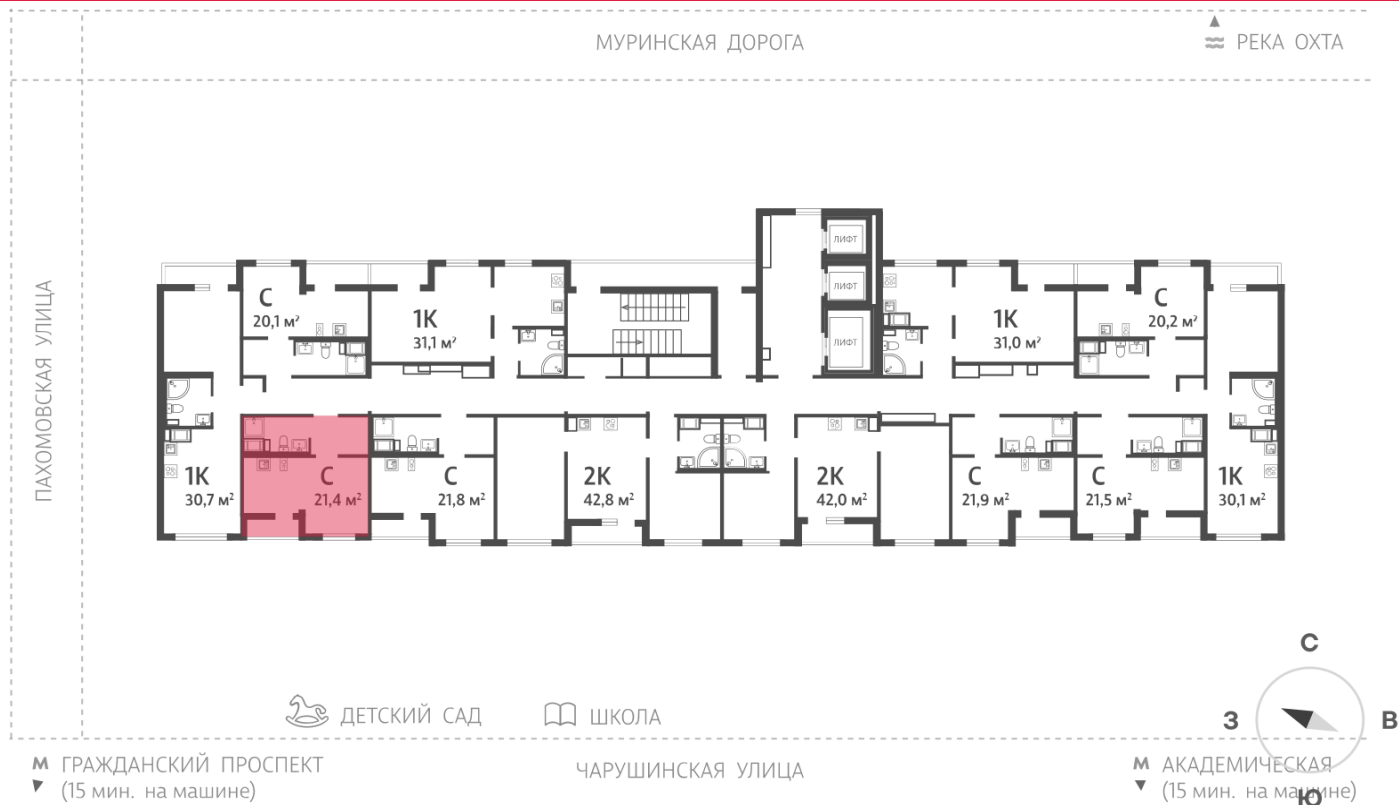 МУРИНСКАЯ ДОРОГА
РЕКА ОХТА
ПАХОМОВСКАЯ УЛИЦА
ЛИФТ
ЛИФТ
ЛИФТ
С
20,1 м²
1К
31,1 м²
1К
31,0 м²
С
20,2 м²
1К
30,7 м²
С
21,4 м²
С
21,8 м²
2К
42,8 м²
2К
42,0 м²
С
21,9 м²
С
21,5 м²
1К
30,1 м²
ДЕТСКИЙ САД
ШКОЛА
С
З
В
Ю
М ГРАЖДАНСКИЙ ПРОСПЕКТ
(15 мин. на машине)
ЧАРУШИНСКАЯ УЛИЦА
М АКАДЕМИЧЕСКАЯ
(15 мин. на машине)